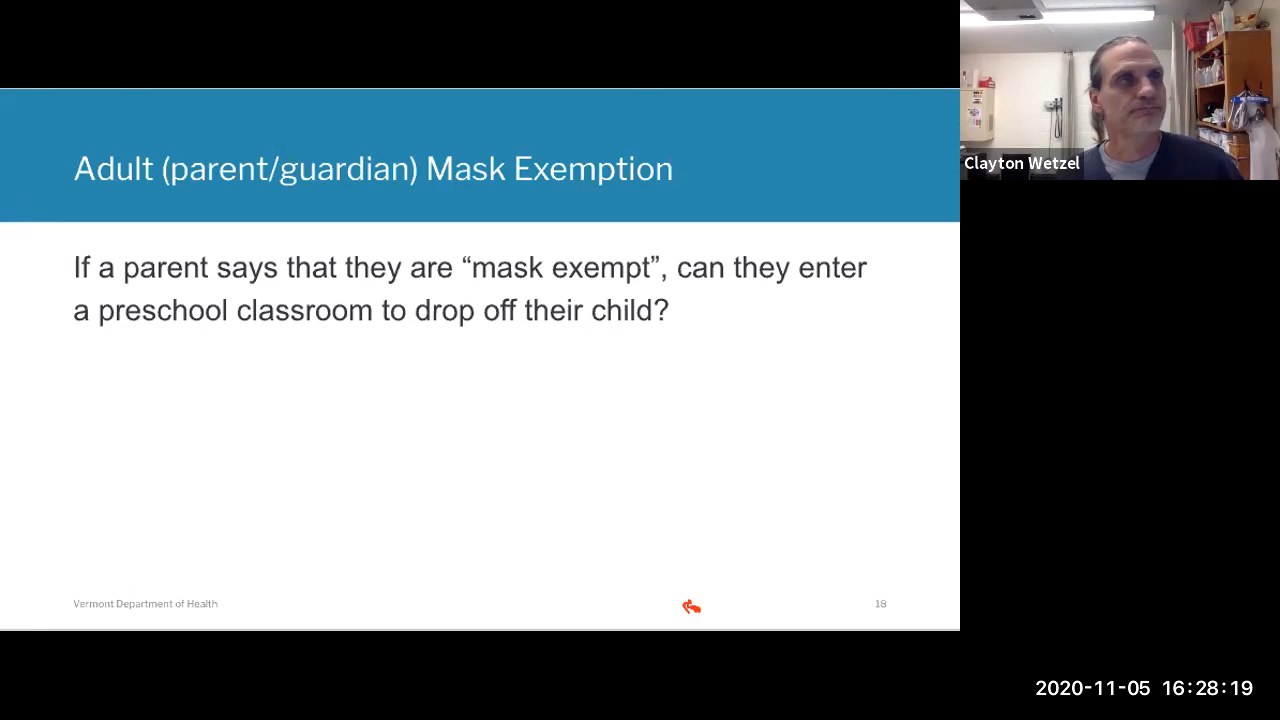 Adult (parent/guardian) Mask Exemption
If a parent says that they are “mask exempt”, can they enter
a preschool classroom to drop off their child?
Vermont Department of Health
18
Clayton Wetzel
2020-11-05 16:28:19